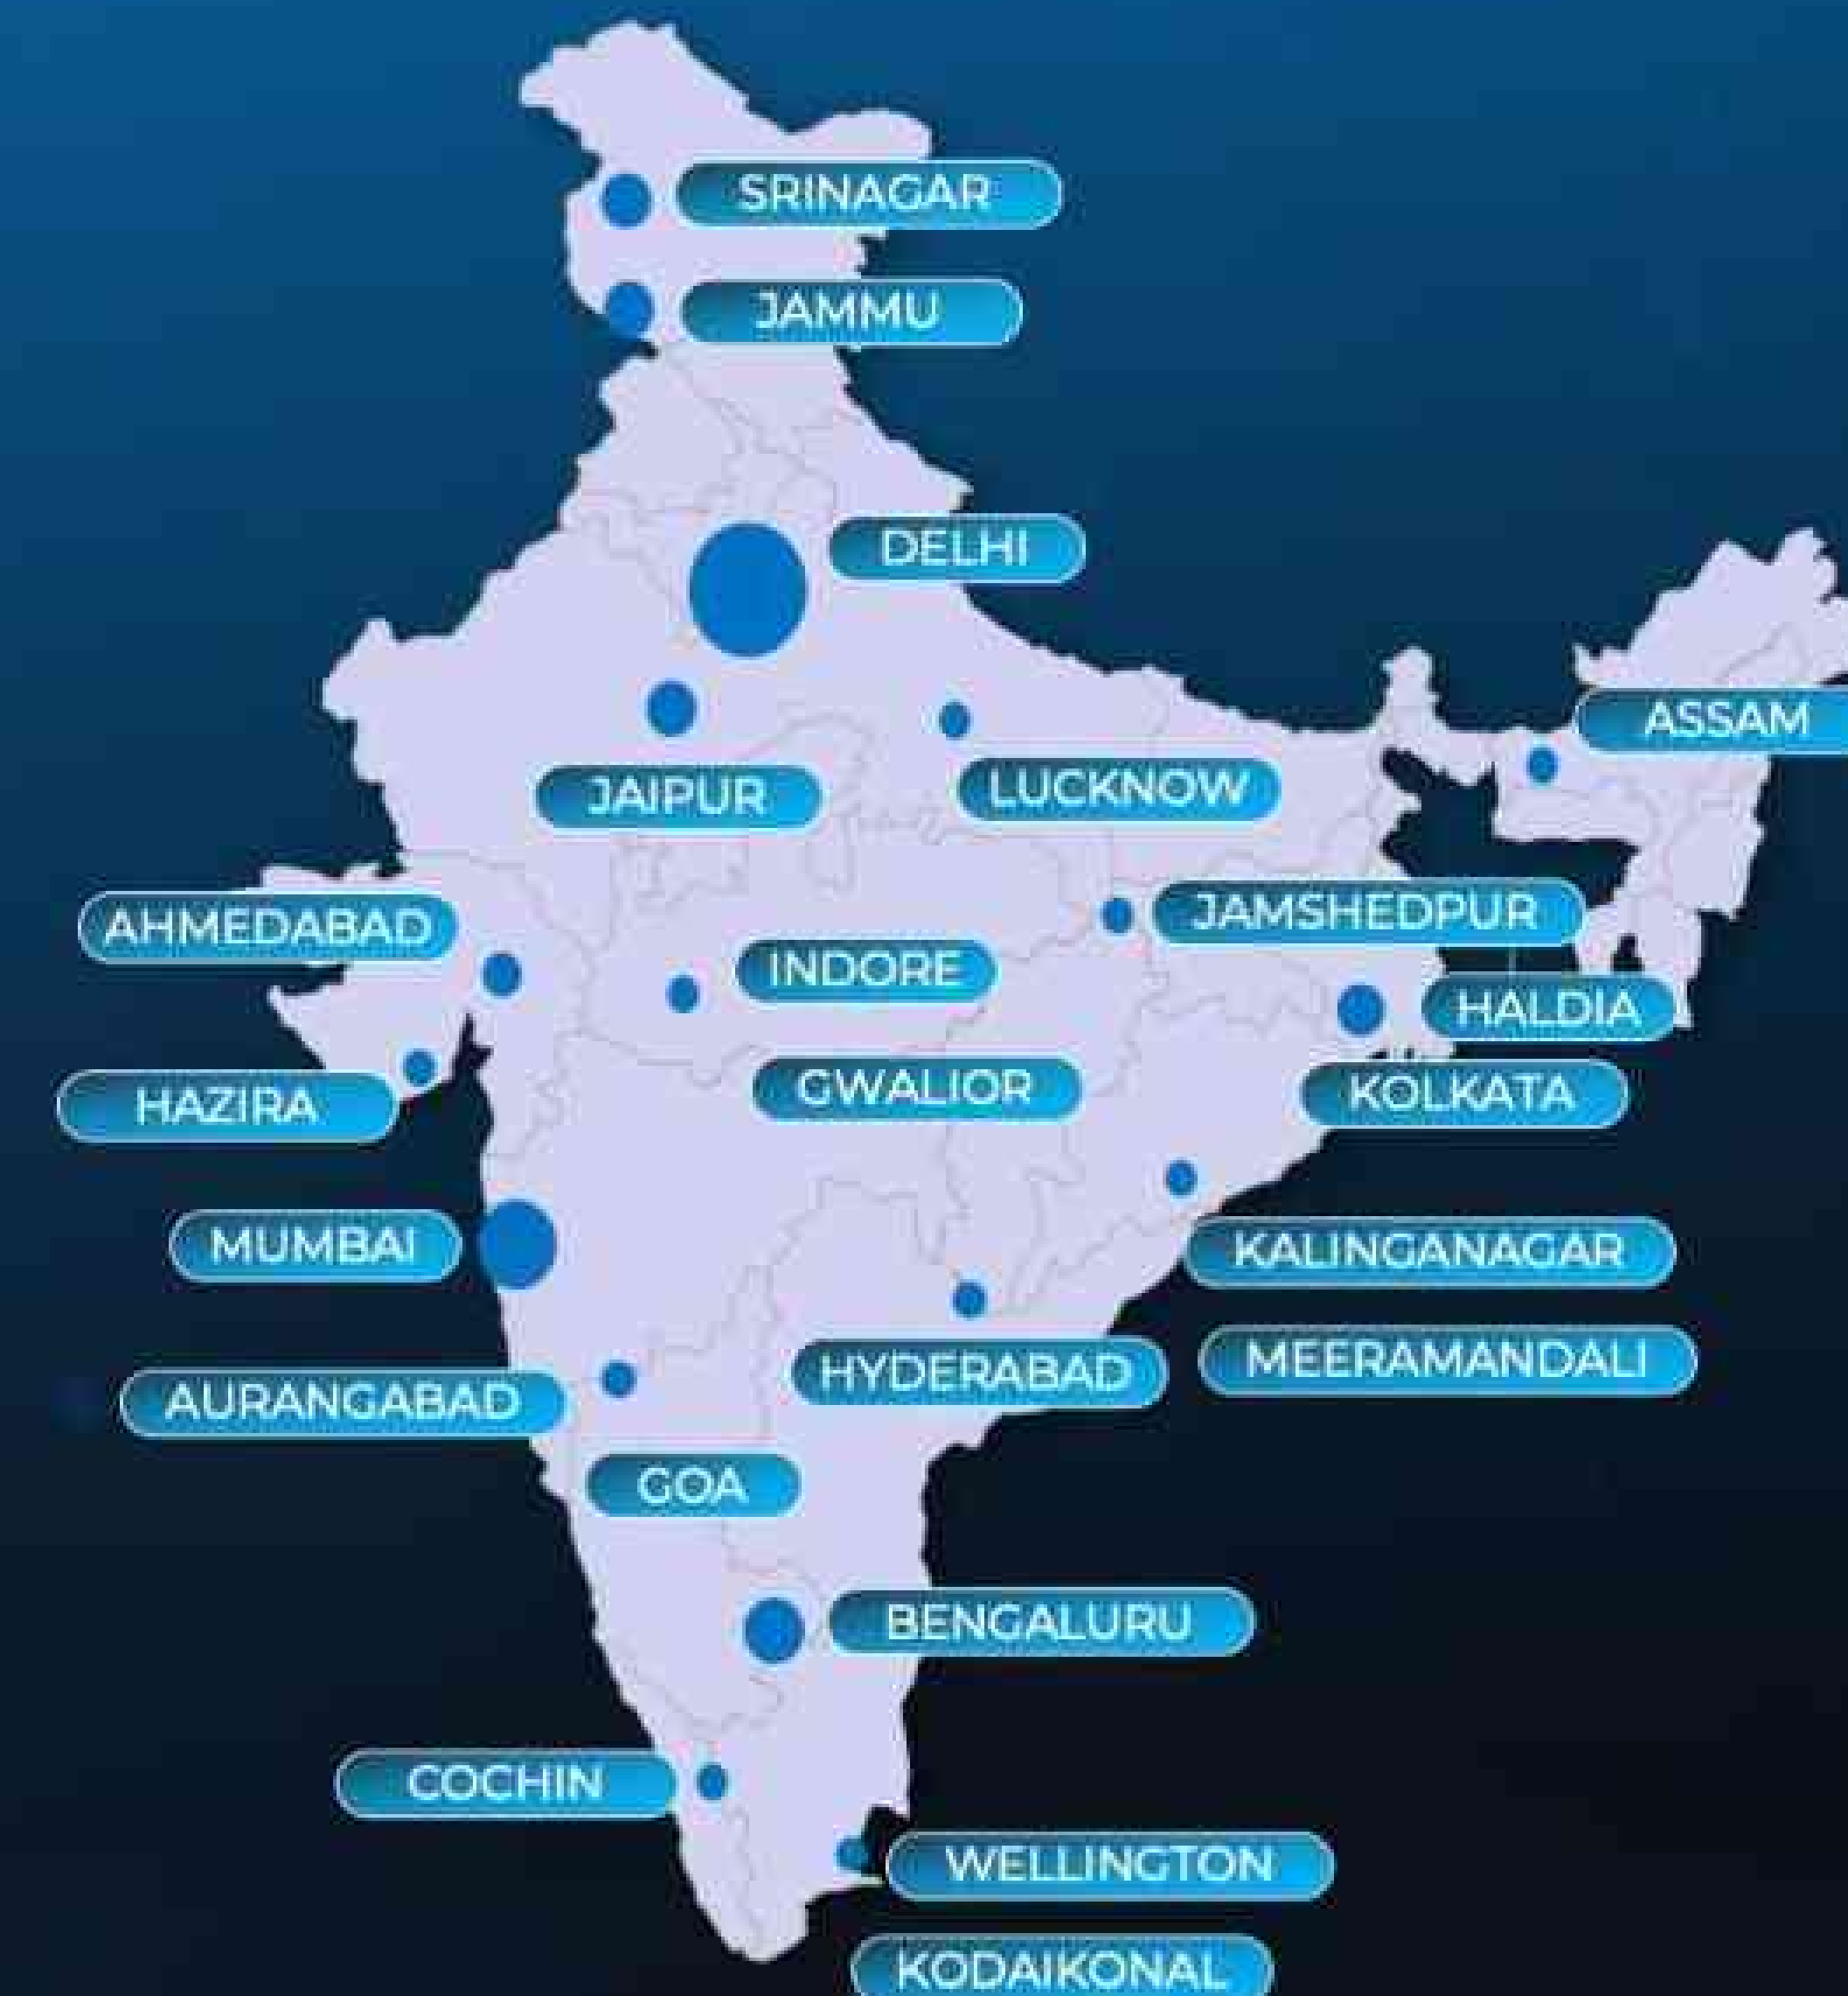 SRINAGAR
JAMMU
DELHI
ASSAM
JAIPUR
LUCKNOW
AHMEDABAD
JAMSHEDPUR
INDORE
HALDIA
HAZIRA
GWALIOR
KOLKATA
MUMBAI
KALINGANAGAR
HYDERABAD
MEERAMANDALI
AURANGABAD
GOA
BENGALURU
COCHIN
WELLINGTON
KODAIKONAL